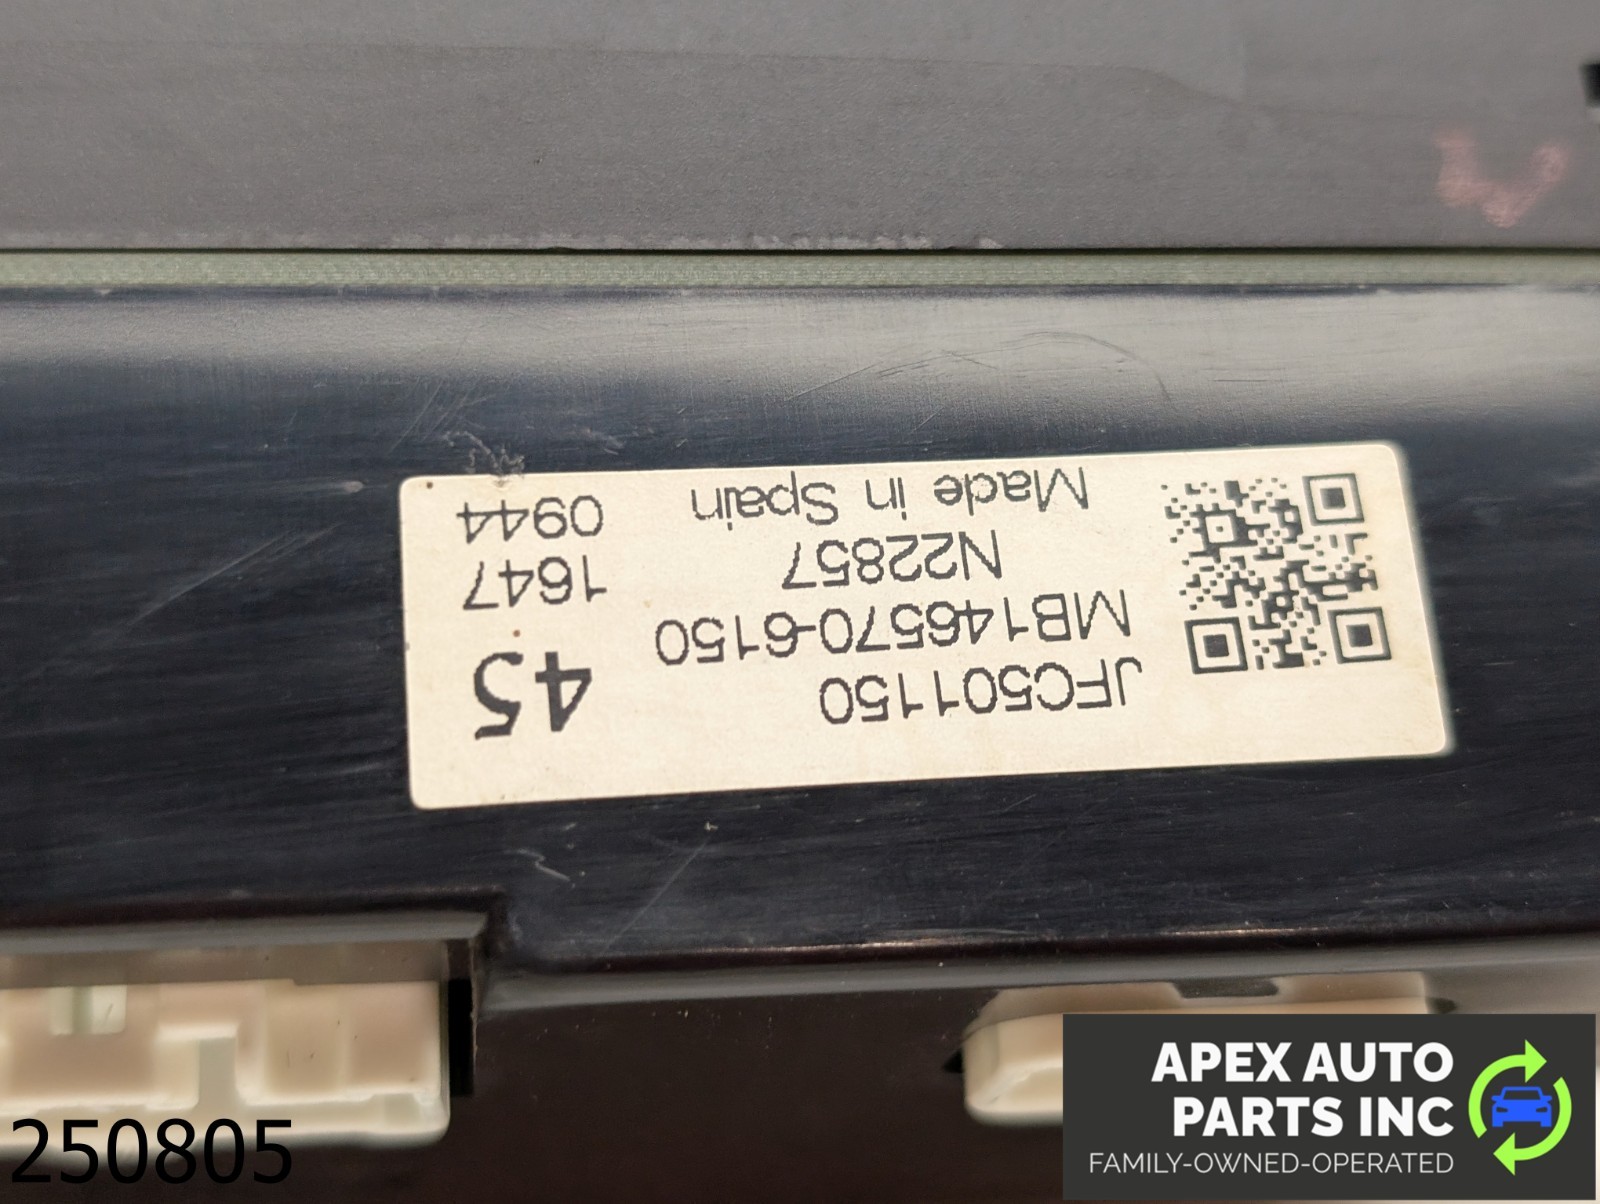 JFC501150
MB146570-6150
N22857
Made in Spain
45
1647
0944
250805
APEX AUTO
PARTS INC
FAMILY-OWNED-OPERATED